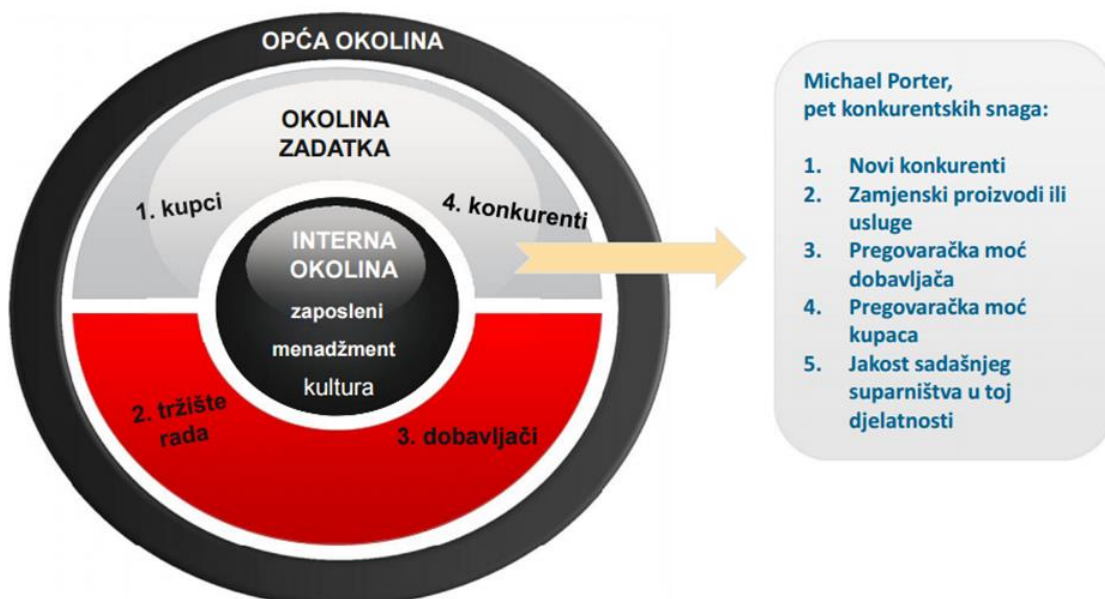 OPĆA OKOLINA
OKOLINA
ZADATKA
1. kupci
4. konkurenti
INTERNA
OKOLINA
zaposleni
menadžment
kultura
2. tržište
rada
3. dobavljači
Michael Porter,
pet konkurentskih snaga:
1. Novi konkurenti
2. Zamjenski proizvodi ili
usluge
3. Pregovaračka moć
dobavljača
4. Pregovaračka moć
kupaca
5. Jakost sadašnjeg
suparništva u toj
djelatnosti